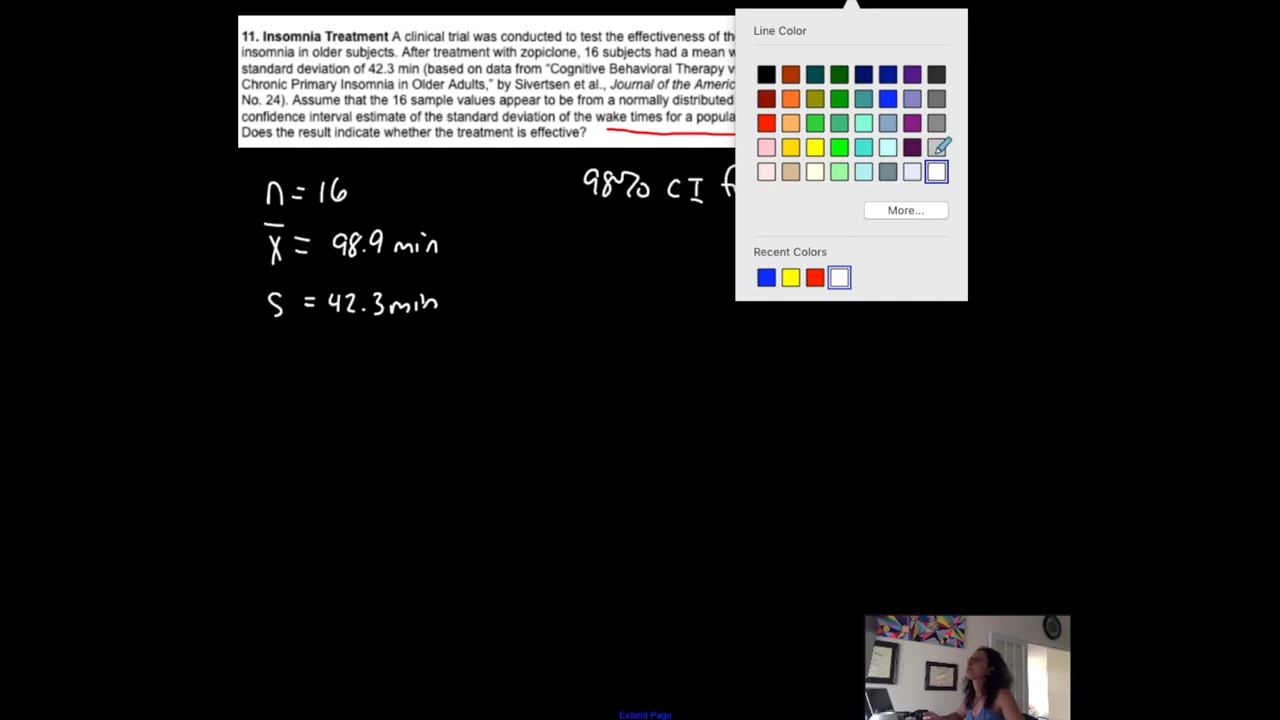 11. Insomnia Treatment A clinical trial was conducted to test the effectiveness of the
insomnia in older subjects. After treatment with zopiclone, 16 subjects had a mean
standard deviation of 42.3 min (based on data from “Cognitive Behavioral Therapy
Chronic Primary Insomnia in Older Adults,” by Sivertsen et al., Journal of the
No. 24). Assume that the 16 sample values appear to be from a normally distributed
confidence interval estimate of the standard deviation of the wake times for a
Does the result indicate whether the treatment is effective?
n = 16
98% CI
x̄ = 98.9 min
s = 42.3 min
Line Color
More...
Recent Colors
Extend Page